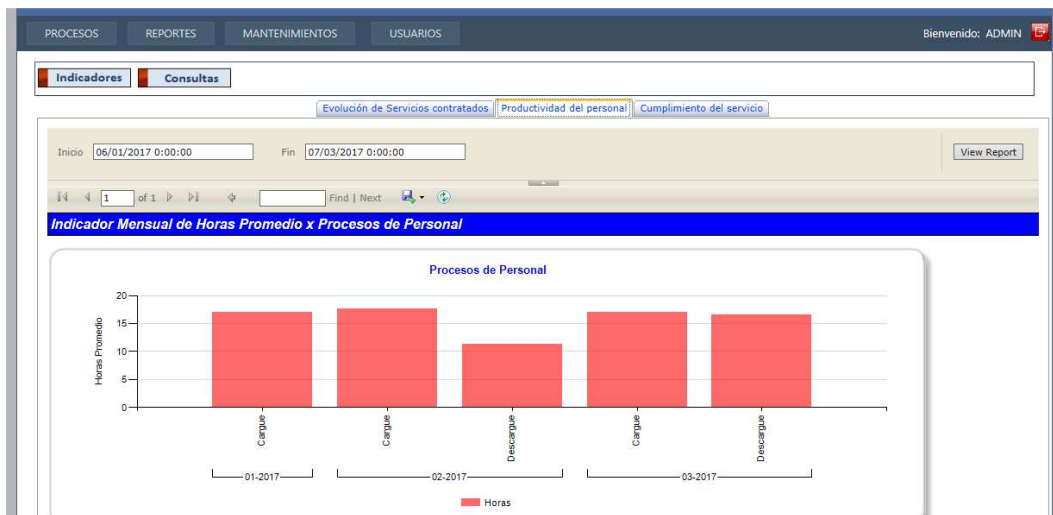 PROCESOS REPORTES MANTENIMIENTOS USUARIOS Bienvenido: ADMIN
Indicadores Consultas
Evolución de Servicios contratados Productividad del personal Cumplimiento del servicio
Inicio 06/01/2017 0:00:00 Fin 07/03/2017 0:00:00 View Report
1 of 1 Find | Next
Indicador Mensual de Horas Promedio x Procesos de Personal
Procesos de Personal
Horas Promedio
20
15
10
5
0
Cargue Cargue Descargue Cargue Descargue
01-2017 02-2017 03-2017
Horas